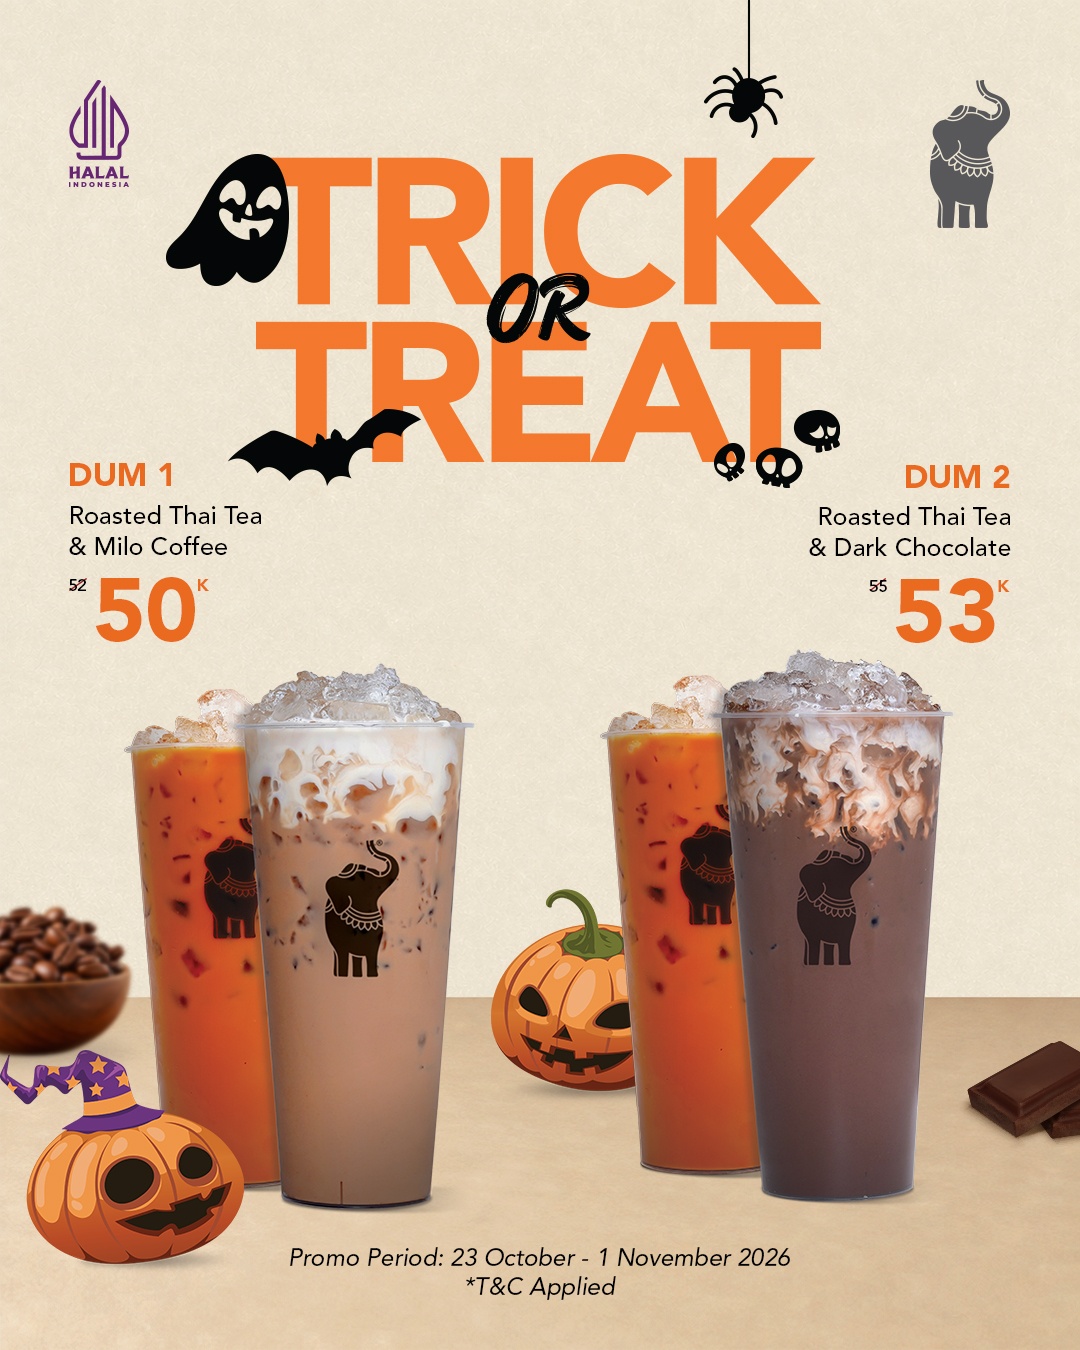 HALAL
INDONESIA
TRICK
OR
TREAT
DUM 1
Roasted Thai Tea
& Milo Coffee
52 50K
DUM 2
Roasted Thai Tea
& Dark Chocolate
55 53K
Promo Period: 23 October - 1 November 2026
*T&C Applied